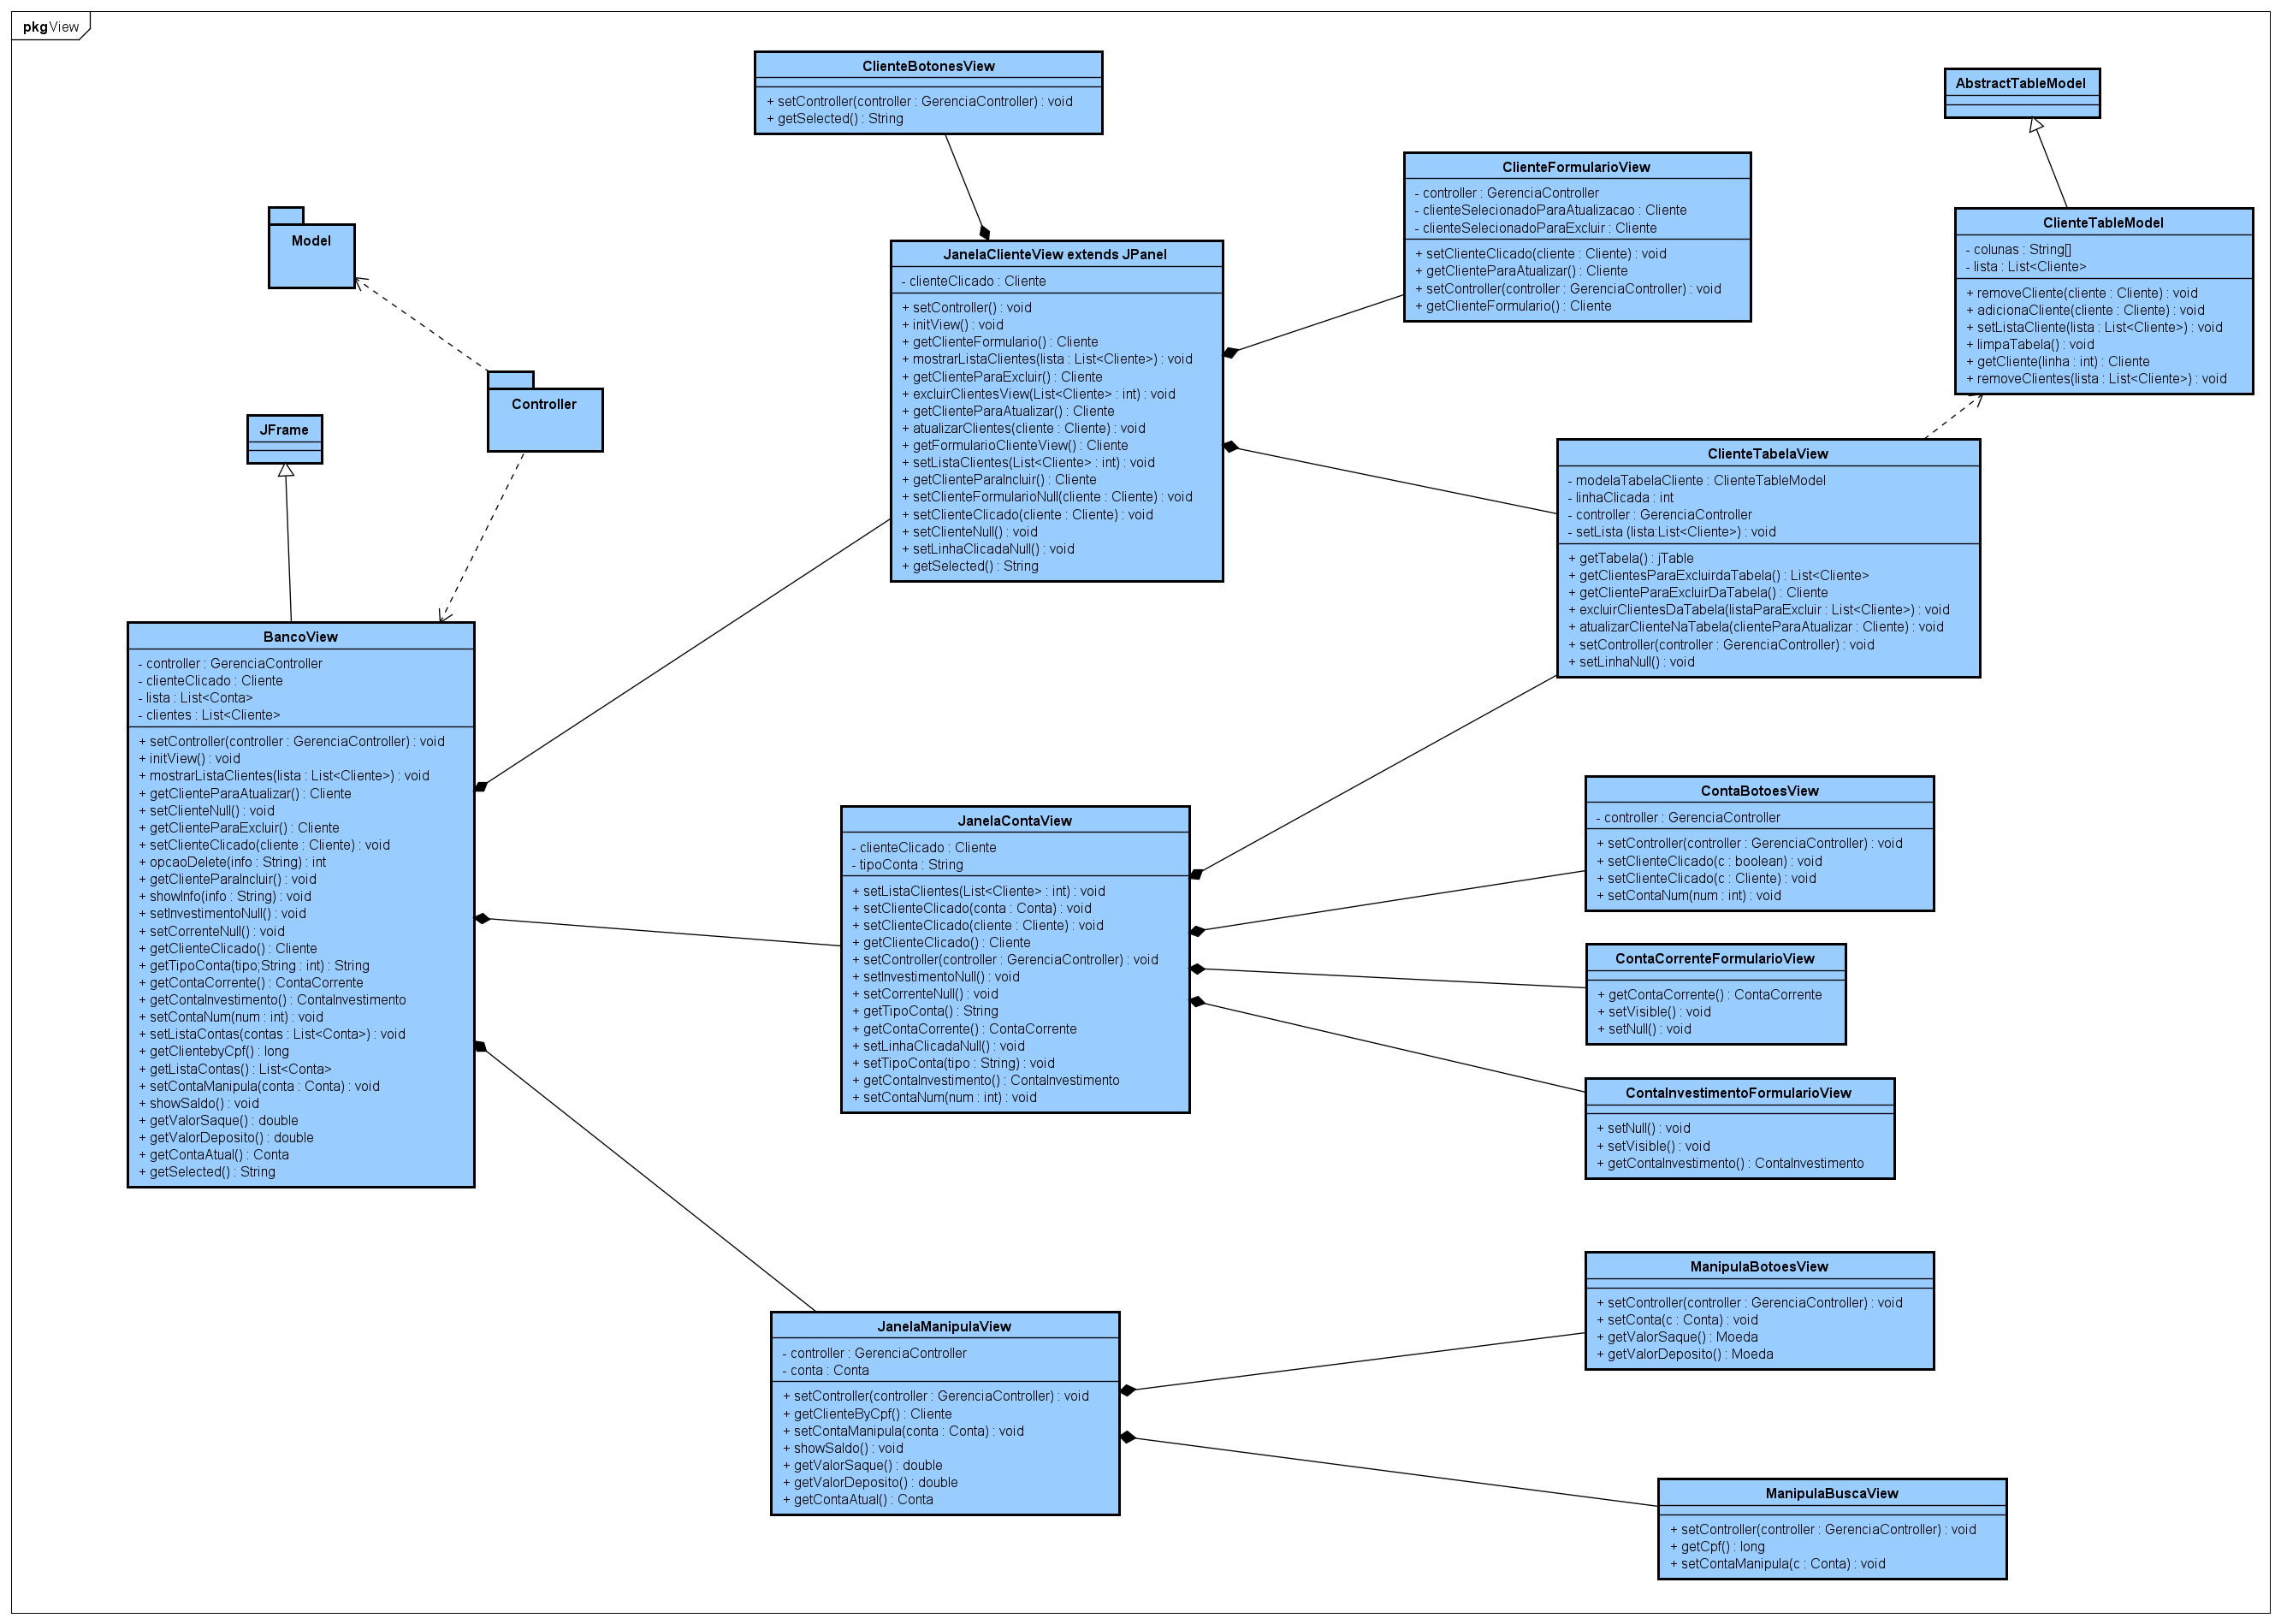 pkg View
ClienteBotonesView
+ setController(controller : GerenciaController) : void
+ getSelected() : String
AbstractTableModel
ClienteFormularioView
- controller : GerenciaController
- clienteSelecionadoParaAtualizacao : Cliente
- clienteSelecionadoParaExcluir : Cliente
+ setClienteClicado(cliente : Cliente) : void
+ getClienteParaAtualizar() : Cliente
+ setController(controller : GerenciaController) : void
+ getClienteFormulario() : Cliente
ClienteTableModel
- colunas : String[]
- lista : List<Cliente>
+ removeCliente(cliente : Cliente) : void
+ adicionaCliente(cliente : Cliente) : void
+ setListaCliente(lista : List<Cliente>) : void
+ limpaTabela() : void
+ getCliente(linha : int) : Cliente
+ removeClientes(lista : List<Cliente>) : void
Model
Controller
JFrame
JanelaClienteView extends JPanel
- clienteClicado : Cliente
+ setController() : void
+ initView() : void
+ getClienteFormulario() : Cliente
+ mostrarListaClientes(lista : List<Cliente>) : void
+ getClienteParaExcluir() : Cliente
+ excluirClientesView(List<Cliente> : int) : void
+ getClienteParaAtualizar() : Cliente
+ atualizarClientes(cliente : Cliente) : void
+ getFormularioClienteView() : Cliente
+ setListaClientes(List<Cliente> : int) : void
+ getClienteParaIncluir() : Cliente
+ setClienteFormularioNull(cliente : Cliente) : void
+ setClienteClicado(cliente : Cliente) : void
+ setClienteNull() : void
+ setLinhaClicadaNull() : void
+ getSelected() : String
ClienteTabelaView
- modelaTabelaCliente : ClienteTableModel
- linhaClicada : int
- controller : GerenciaController
- setLista (lista:List<Cliente>) : void
+ getTabela() : jTable
+ getClientesParaExcluirdaTabela() : List<Cliente>
+ getClienteParaExcluirDaTabela() : Cliente
+ excluirClientesDaTabela(listaParaExcluir : List<Cliente>) : void
+ atualizarClienteNaTabela(clienteParaAtualizar : Cliente) : void
+ setController(controller : GerenciaController) : void
+ setLinhaNull() : void
BancoView
- controller : GerenciaController
- clienteClicado : Cliente
- lista : List<Conta>
- clientes : List<Cliente>
+ setController(controller : GerenciaController) : void
+ initView() : void
+ mostrarListaClientes(lista : List<Cliente>) : void
+ getClienteParaAtualizar() : Cliente
+ setClienteNull() : void
+ getClienteParaExcluir() : Cliente
+ setClienteClicado(cliente : Cliente) : void
+ opcaoDelete(info : String) : int
+ getClienteParaIncluir() : void
+ showInfo(info : String) : void
+ setInvestimentoNull() : void
+ setCorrenteNull() : void
+ getClienteClicado() : Cliente
+ getTipoConta(tipo;String : int) : String
+ getContaCorrente() : ContaCorrente
+ getContaInvestimento() : ContaInvestimento
+ setContaNum(num : int) : void
+ setListaContas(contas : List<Conta>) : void
+ getClientebyCpf() : long
+ getListaContas() : List<Conta>
+ setContaManipula(conta : Conta) : void
+ showSaldo() : void
+ getValorSaque() : double
+ getValorDeposito() : double
+ getContaAtual() : Conta
+ getSelected() : String
JanelaContaView
- clienteClicado : Cliente
- tipoConta : String
+ setListaClientes(List<Cliente> : int) : void
+ setClienteClicado(conta : Conta) : void
+ setClienteClicado(cliente : Cliente) : void
+ getClienteClicado() : Cliente
+ setController(controller : GerenciaController) : void
+ setInvestimentoNull() : void
+ setCorrenteNull() : void
+ getTipoConta() : String
+ getContaCorrente() : ContaCorrente
+ setLinhaClicadaNull() : void
+ setTipoConta(tipo : String) : void
+ getContaInvestimento() : ContaInvestimento
+ setContaNum(num : int) : void
ContaBotoesView
- controller : GerenciaController
+ setController(controller : GerenciaController) : void
+ setClienteClicado(c : boolean) : void
+ setClienteClicado(c : Cliente) : void
+ setContaNum(num : int) : void
ContaCorrenteFormularioView
+ getContaCorrente() : ContaCorrente
+ setVisible() : void
+ setNull() : void
ContaInvestimentoFormularioView
+ setNull() : void
+ setVisible() : void
+ getContaInvestimento() : ContaInvestimento
ManipulaBotoesView
+ setController(controller : GerenciaController) : void
+ setConta(c : Conta) : void
+ getValorSaque() : Moeda
+ getValorDeposito() : Moeda
JanelaManipulaView
- controller : GerenciaController
- conta : Conta
+ setController(controller : GerenciaController) : void
+ getClienteByCpf() : Cliente
+ setContaManipula(conta : Conta) : void
+ showSaldo() : void
+ getValorSaque() : double
+ getValorDeposito() : double
+ getContaAtual() : Conta
ManipulaBuscaView
+ setController(controller : GerenciaController) : void
+ getCpf() : long
+ setContaManipula(c : Conta) : void